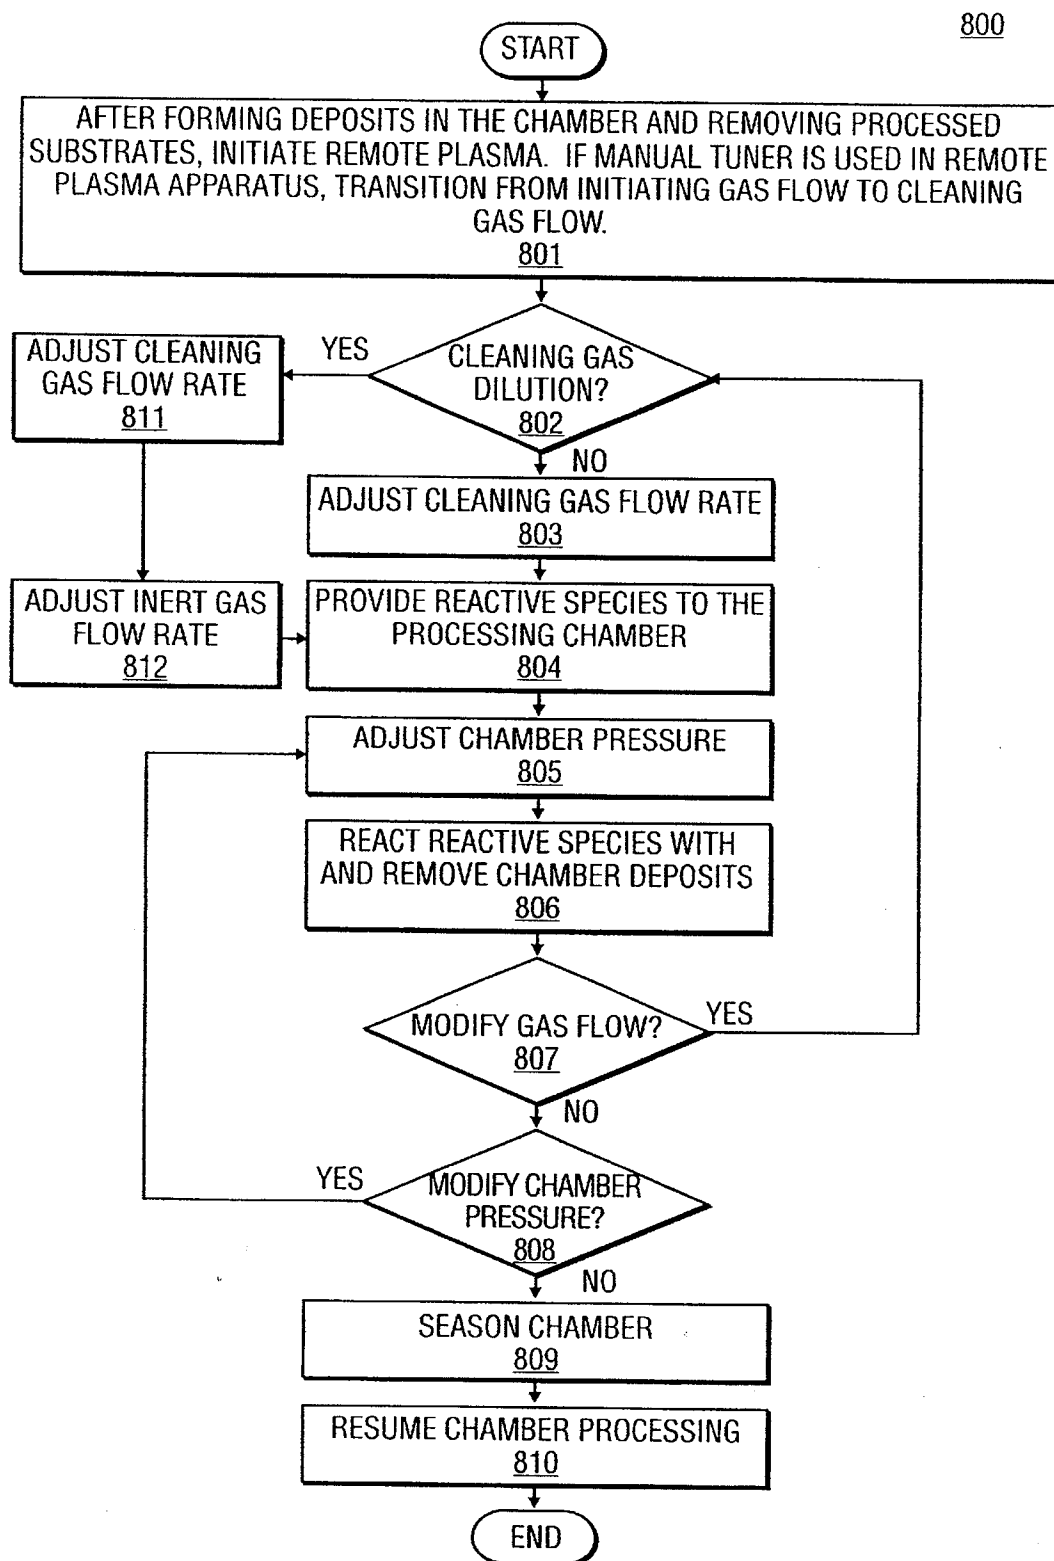 800
START
AFTER FORMING DEPOSITS IN THE CHAMBER AND REMOVING PROCESSED
SUBSTRATES, INITIATE REMOTE PLASMA. IF MANUAL TUNER IS USED IN REMOTE
PLASMA APPARATUS, TRANSITION FROM INITIATING GAS FLOW TO CLEANING
GAS FLOW.
801
CLEANING GAS
DILUTION?
802
YES
ADJUST CLEANING
GAS FLOW RATE
811
NO
ADJUST CLEANING GAS FLOW RATE
803
ADJUST INERT GAS
FLOW RATE
812
PROVIDE REACTIVE SPECIES TO THE
PROCESSING CHAMBER
804
ADJUST CHAMBER PRESSURE
805
REACT REACTIVE SPECIES WITH
AND REMOVE CHAMBER DEPOSITS
806
MODIFY GAS FLOW?
807
YES
NO
MODIFY CHAMBER
PRESSURE?
808
YES
NO
SEASON CHAMBER
809
RESUME CHAMBER PROCESSING
810
END